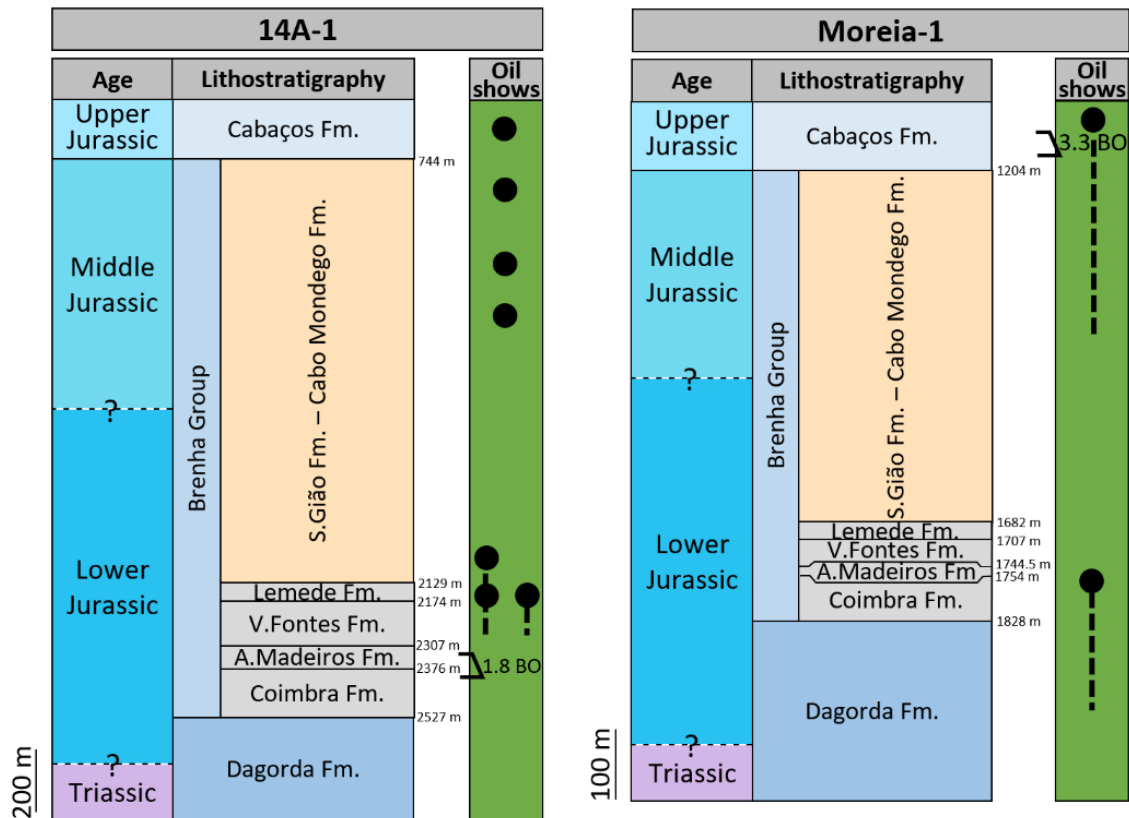 14A-1
Age
Lithostratigraphy
Oil
shows
Upper
Jurassic
Cabaços Fm.
744 m
Middle
Jurassic
Brenha Group
S.Gião Fm. – Cabo Mondego Fm.
?
Lower
Jurassic
2129 m
Lemede Fm.
2174 m
V.Fontes Fm.
2307 m
A.Madeiros Fm.
2376 m
1.8 BO
Coimbra Fm.
2527 m
Dagorda Fm.
?
Triassic
200 m
Moreia-1
Age
Lithostratigraphy
Oil
shows
Upper
Jurassic
Cabaços Fm.
3.3 BO
1204 m
Middle
Jurassic
Brenha Group
S.Gião Fm. – Cabo Mondego Fm.
?
Lower
Jurassic
1682 m
Lemede Fm.
1707 m
V.Fontes Fm.
1744.5 m
A.Madeiros Fm
1754 m
Coimbra Fm.
1828 m
Dagorda Fm.
?
Triassic
100 m